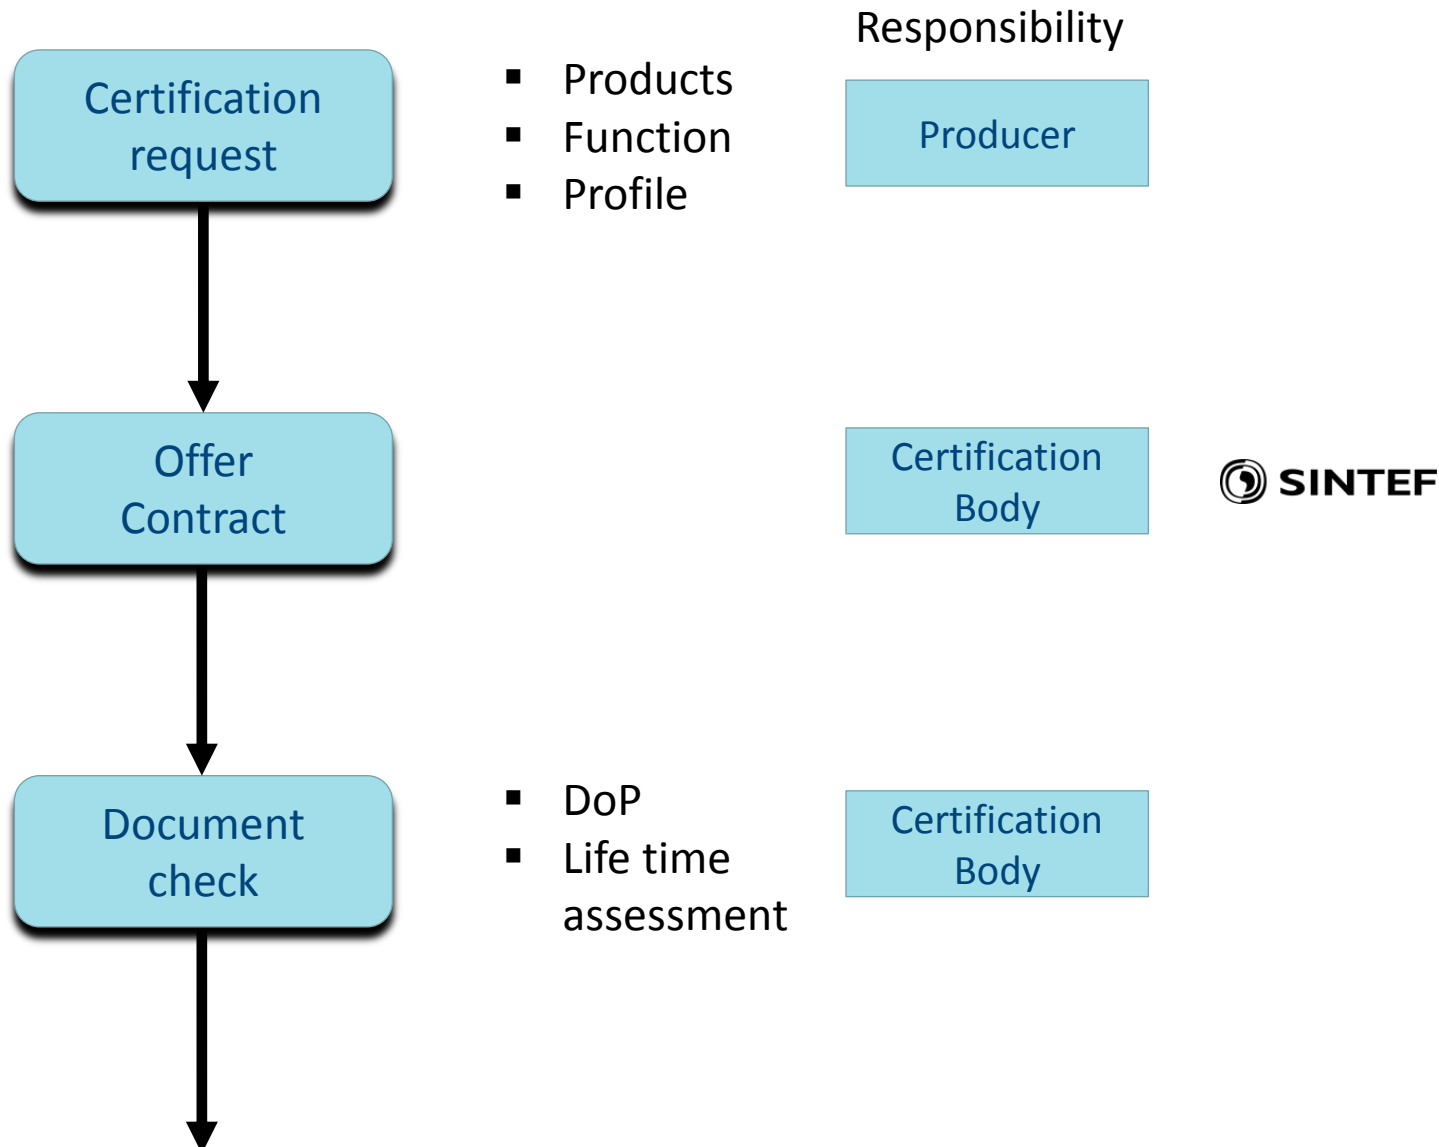 Responsibility
Certification
request
▪ Products
▪ Function
▪ Profile
Producer
Offer
Contract
Certification
Body
SINTEF
Document
check
▪ DoP
▪ Life time
assessment
Certification
Body